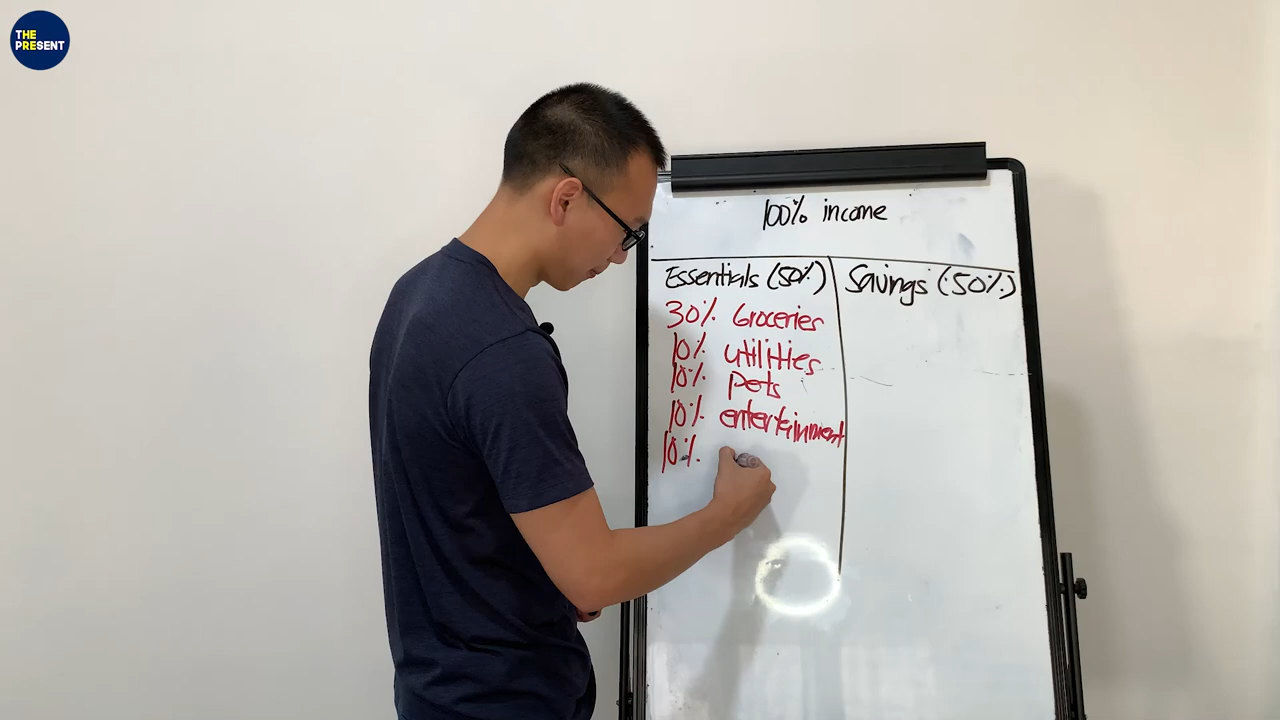 THE
PRESENT
100% income
Essentials (50%)
Savings (50%)
30% Groceries
10% utilities
10% pets
10% entertainment
10%